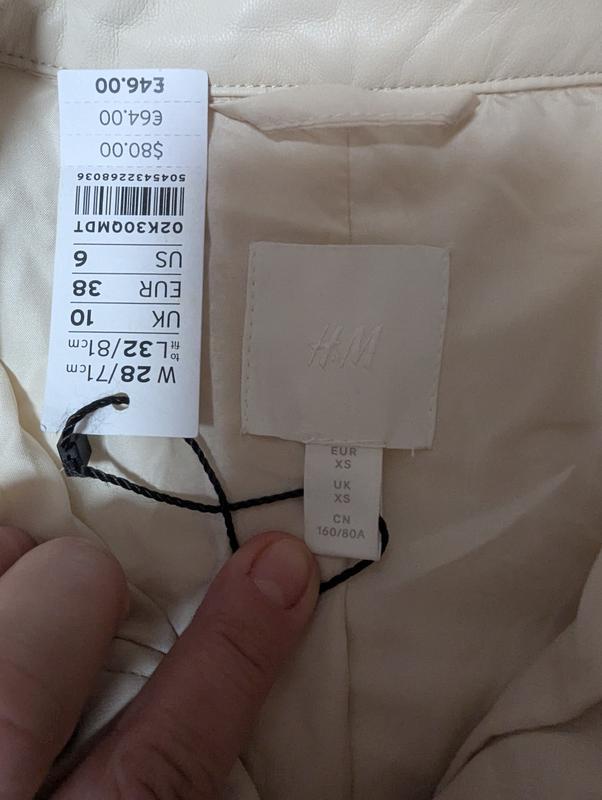 W 28/71cm
to fit L32/81cm
UK 10
EUR 38
US 6
02K30QMDT
5045432268036
$80.00
€64.00
£46.00
H&M
EUR
XS
UK
XS
CN
160/80A